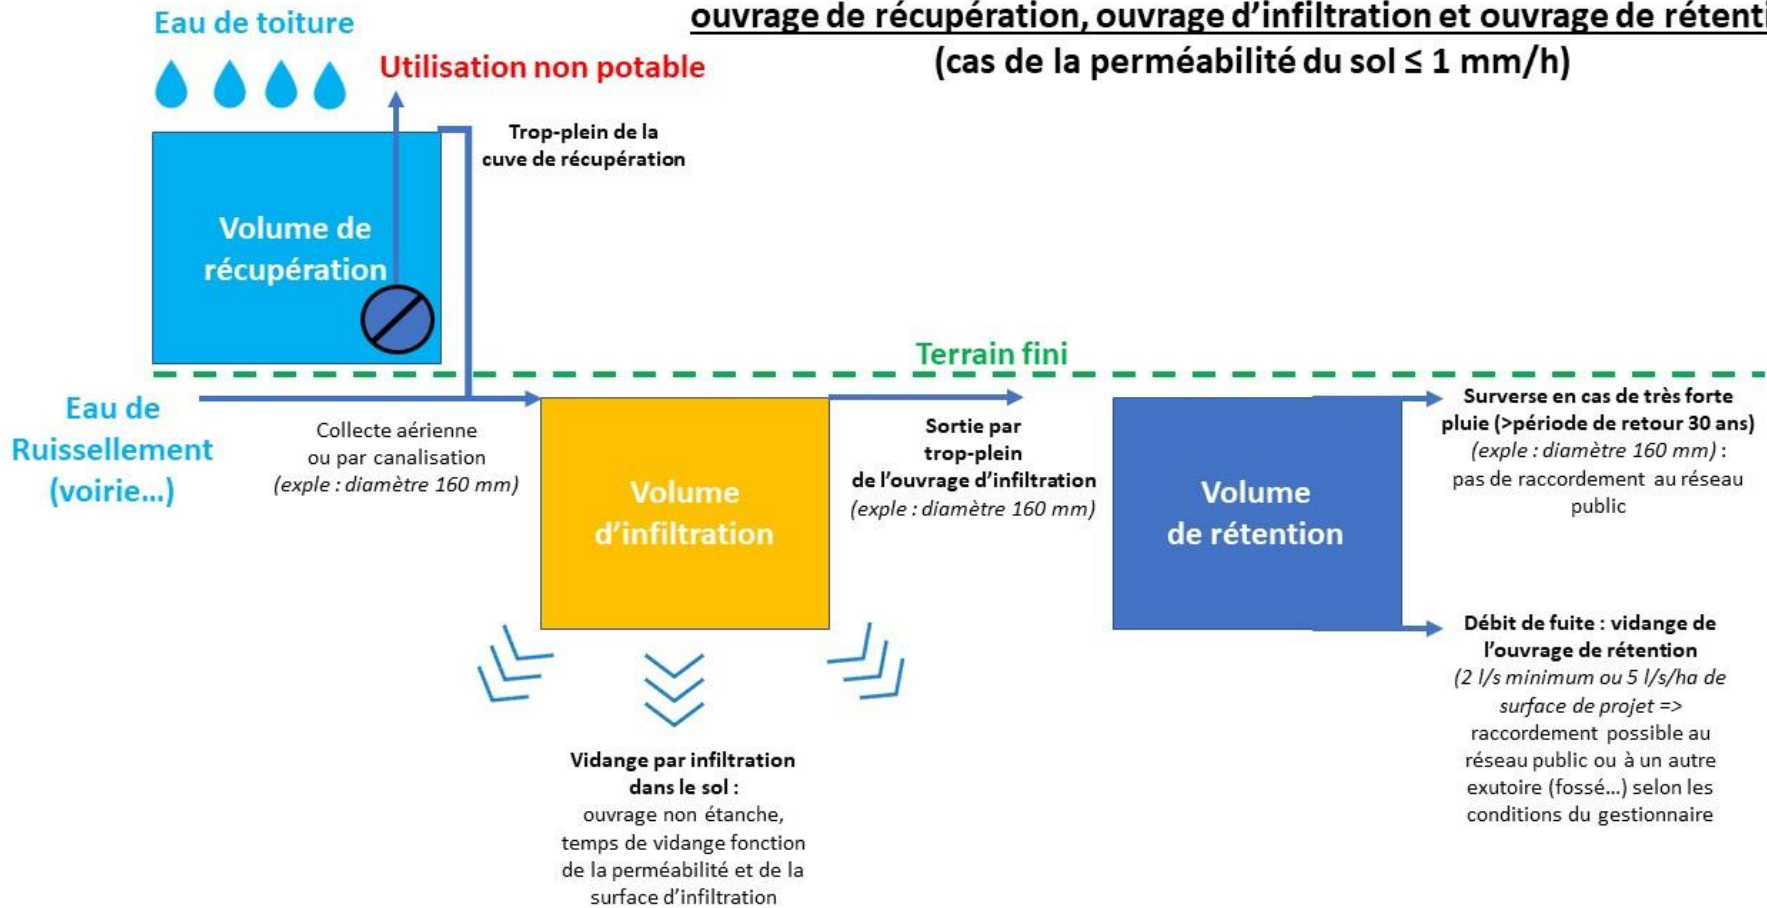 ouvrage de récupération, ouvrage d'infiltration et ouvrage de
(cas de la perméabilité du sol ≤ 1 mm/h)
Eau de toiture
Utilisation non potable
Trop-plein de la
cuve de récupération
Volume de
récupération
Terrain fini
Eau de
Ruissellement
(voirie...)
Collecte aérienne
ou par canalisation
(exple : diamètre 160 mm)
Volume
d'infiltration
Sortie par
trop-plein
de l'ouvrage d'infiltration
(exple : diamètre 160 mm)
Volume
de rétention
Surverse en cas de très forte
pluie (>période de retour 30 ans)
(exple : diamètre 160 mm) :
pas de raccordement au réseau
public
Débit de fuite : vidange de
l'ouvrage de rétention
(2 l/s minimum ou 5 l/s/ha de
surface de projet =>
raccordement possible au
réseau public ou à un autre
exutoire (fossé...) selon les
conditions du gestionnaire
Vidange par infiltration
dans le sol :
ouvrage non étanche,
temps de vidange fonction
de la perméabilité et de la
surface d'infiltration